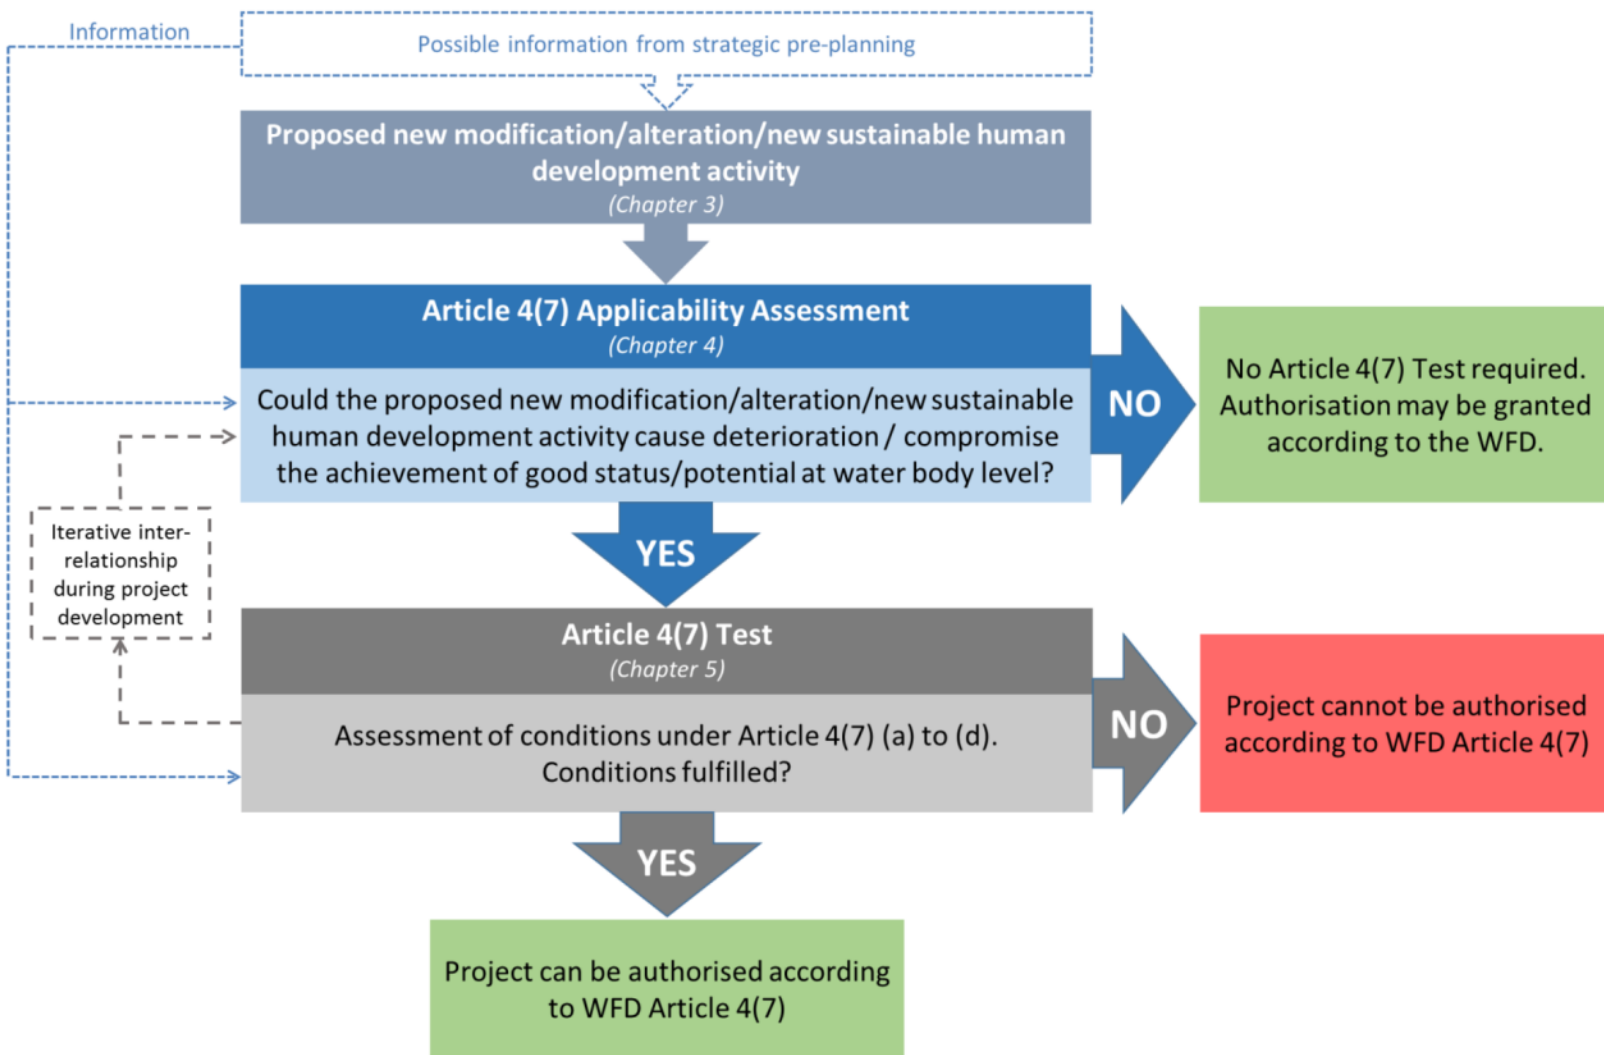 Information
Possible information from strategic pre-planning
Proposed new modification/alteration/new sustainable human
development activity
(Chapter 3)
Article 4(7) Applicability Assessment
(Chapter 4)
Could the proposed new modification/alteration/new sustainable
human development activity cause deterioration / compromise
the achievement of good status/potential at water body level?
NO
No Article 4(7) Test required.
Authorisation may be granted
according to the WFD.
YES
Iterative inter-
relationship
during project
development
Article 4(7) Test
(Chapter 5)
Assessment of conditions under Article 4(7) (a) to (d).
Conditions fulfilled?
NO
Project cannot be authorised
according to WFD Article 4(7)
YES
Project can be authorised according
to WFD Article 4(7)